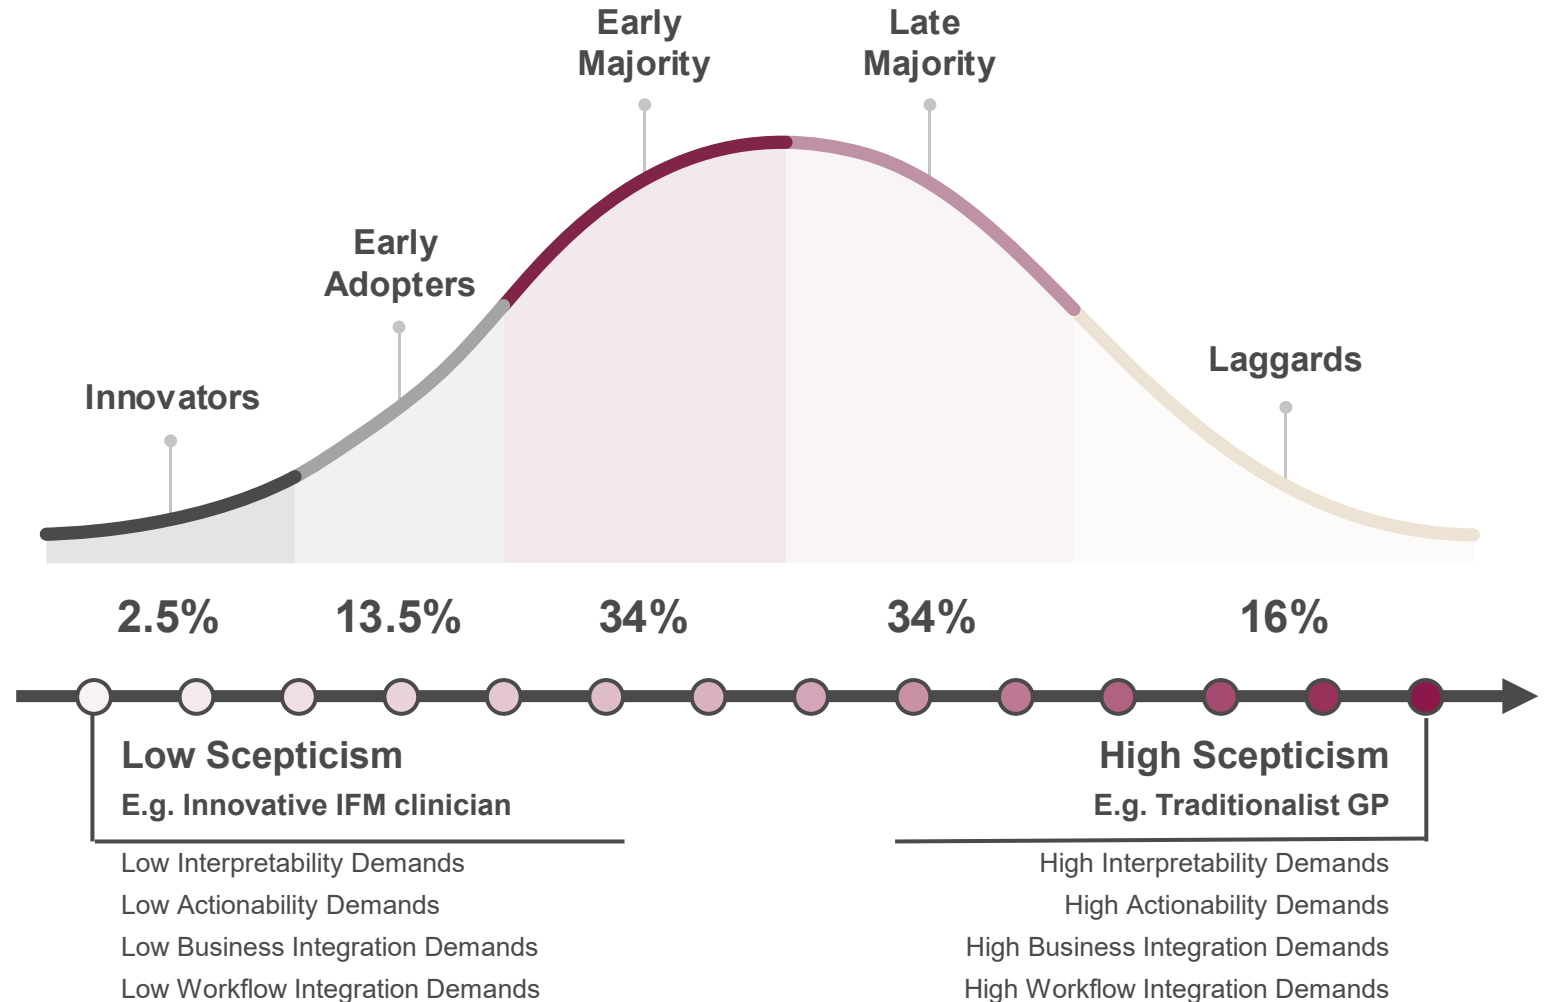 Early
Majority
Late
Majority
Early
Adopters
Laggards
Innovators
2.5%
13.5%
34%
34%
16%
Low Scepticism
E.g. Innovative IFM clinician
Low Interpretability Demands
Low Actionability Demands
Low Business Integration Demands
Low Workflow Integration Demands
High Scepticism
E.g. Traditionalist GP
High Interpretability Demands
High Actionability Demands
High Business Integration Demands
High Workflow Integration Demands